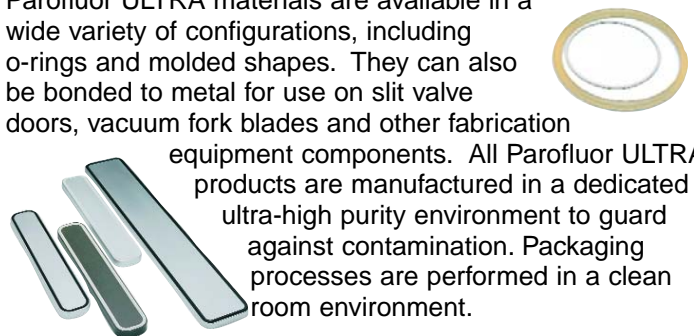 Parofluor ULTRA materials are available in a
wide variety of configurations, including
o-rings and molded shapes.  They can also
be bonded to metal for use on slit valve
doors, vacuum fork blades and other fabrication
equipment components.  All Parofluor ULTRA
products are manufactured in a dedicated
ultra-high purity environment to guard
against contamination. Packaging
processes are performed in a clean
room environment.